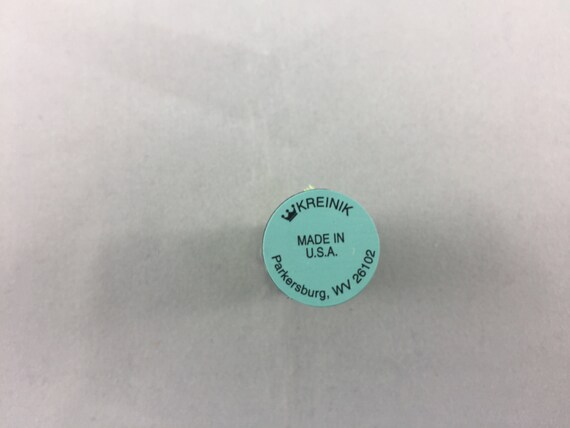 KREINIK
MADE IN
U.S.A.
Parkersburg, WV 26102